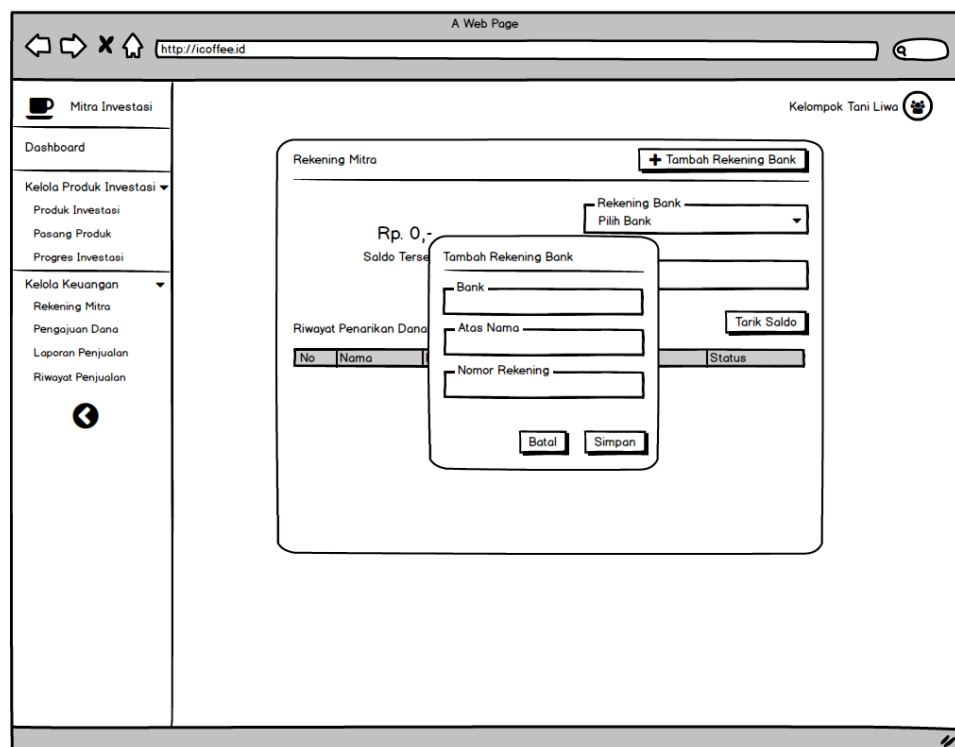 A Web Page
http://icoffee.id
Mitra Investasi
Kelompok Tani Liwa
Dashboard
Kelola Produk Investasi
Produk Investasi
Pasang Produk
Progres Investasi
Kelola Keuangan
Rekening Mitra
Pengajuan Dana
Laporan Penjualan
Riwayat Penjualan
Rekening Mitra
+ Tambah Rekening Bank
Rekening Bank
Pilih Bank
Rp. 0,-
Saldo Terse
Tarik Saldo
Riwayat Penarikan Dana
No Nama Status
Tambah Rekening Bank
Bank
Atas Nama
Nomor Rekening
Batal Simpan